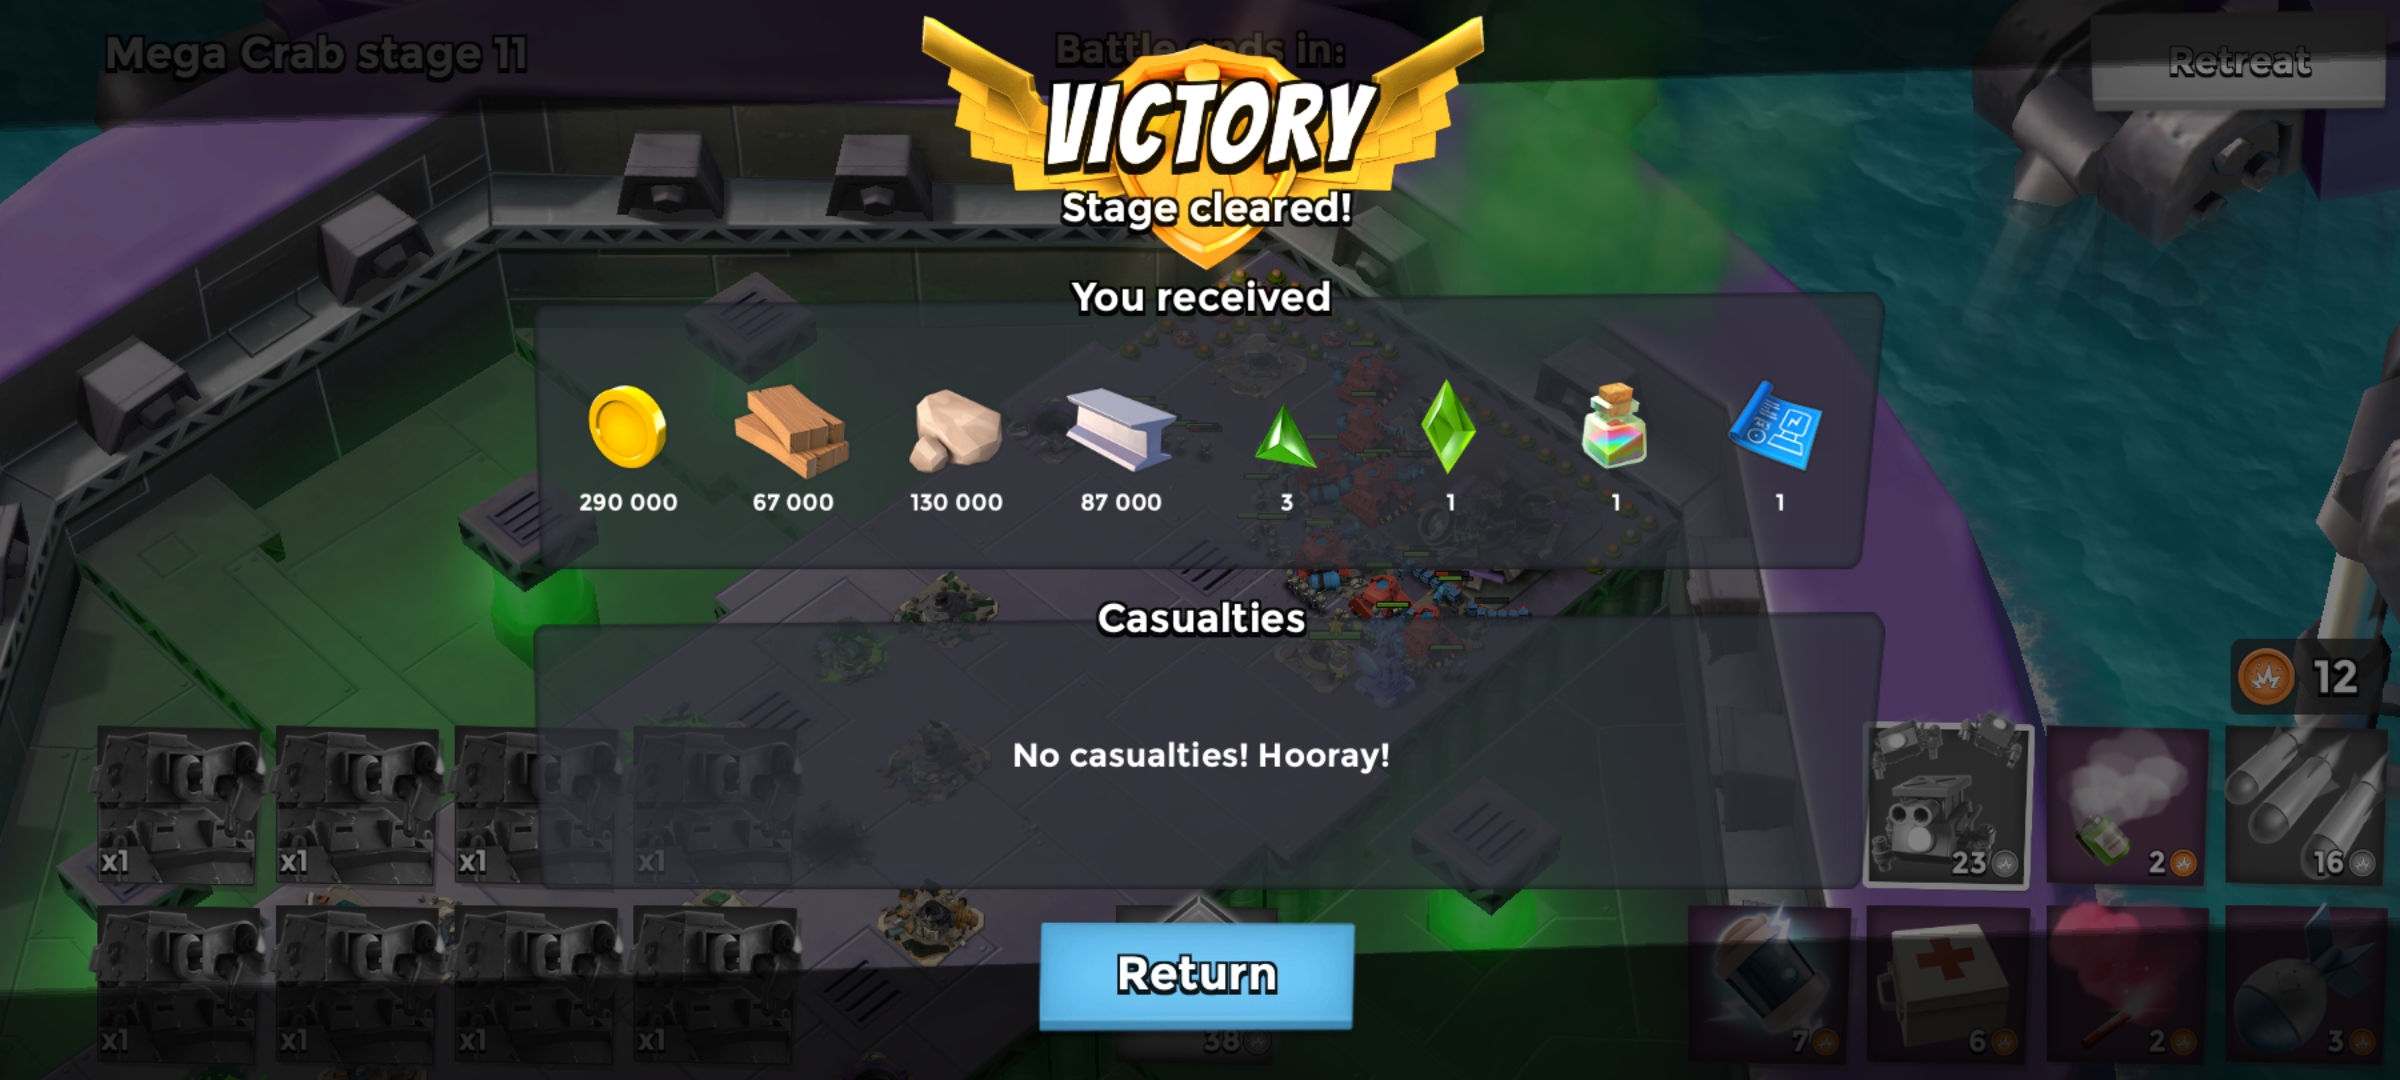 Mega Crab stage 11
Battle ends in:
Retreat
VICTORY
Stage cleared!
You received
290 000
67 000
130 000
87 000
3
1
1
1
Casualties
No casualties! Hooray!
12
x1
x1
x1
x1
23
2
16
x1
x1
x1
x1
Return
38
7
6
2
3